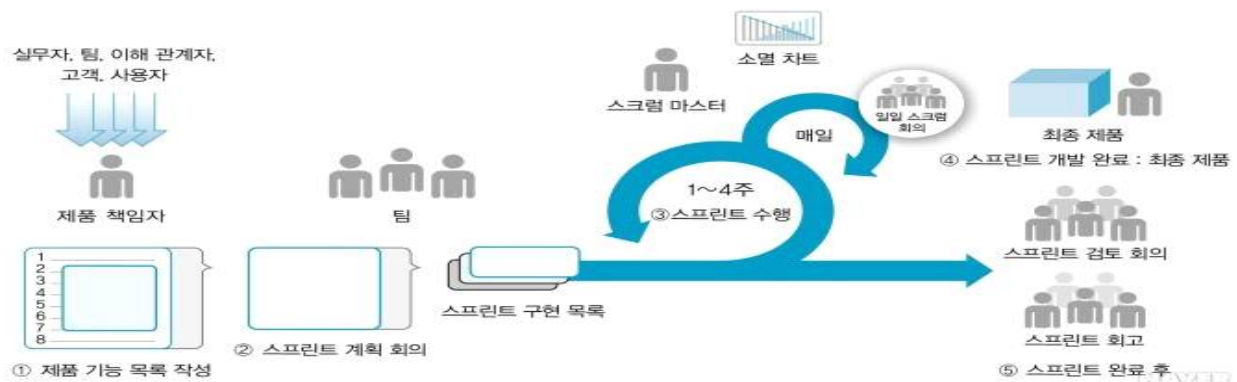 실무자, 팀, 이해 관계자,
고객, 사용자
제품 책임자
1
2
3
4
5
6
7
8
① 제품 기능 목록 작성
팀
② 스프린트 계획 회의
스프린트 구현 목록
스크럼 마스터
소멸 차트
매일
일일 스크럼
회의
1~4주
③스프린트 수행
최종 제품
④ 스프린트 개발 완료 : 최종 제품
스프린트 검토 회의
스프린트 회고
⑤ 스프린트 완료 후
NAVER